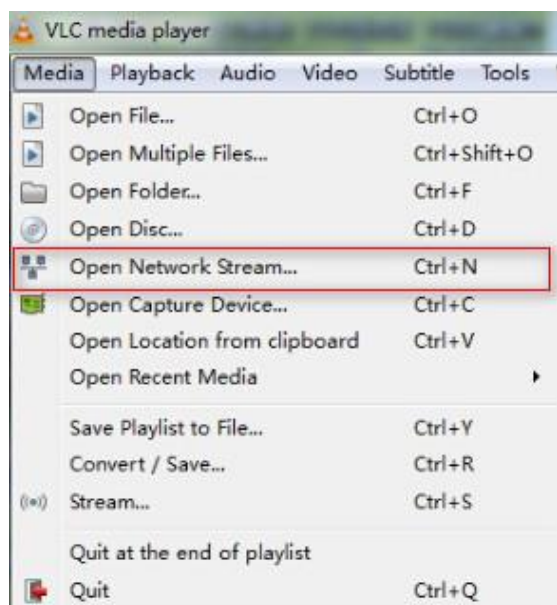 VLC media player
Media Playback Audio Video Subtitle Tools
Open File... Ctrl+O
Open Multiple Files... Ctrl+Shift+O
Open Folder... Ctrl+F
Open Disc... Ctrl+D
Open Network Stream... Ctrl+N
Open Capture Device... Ctrl+C
Open Location from clipboard Ctrl+V
Open Recent Media
Save Playlist to File... Ctrl+Y
Convert / Save... Ctrl+R
Stream... Ctrl+S
Quit at the end of playlist
Quit Ctrl+Q